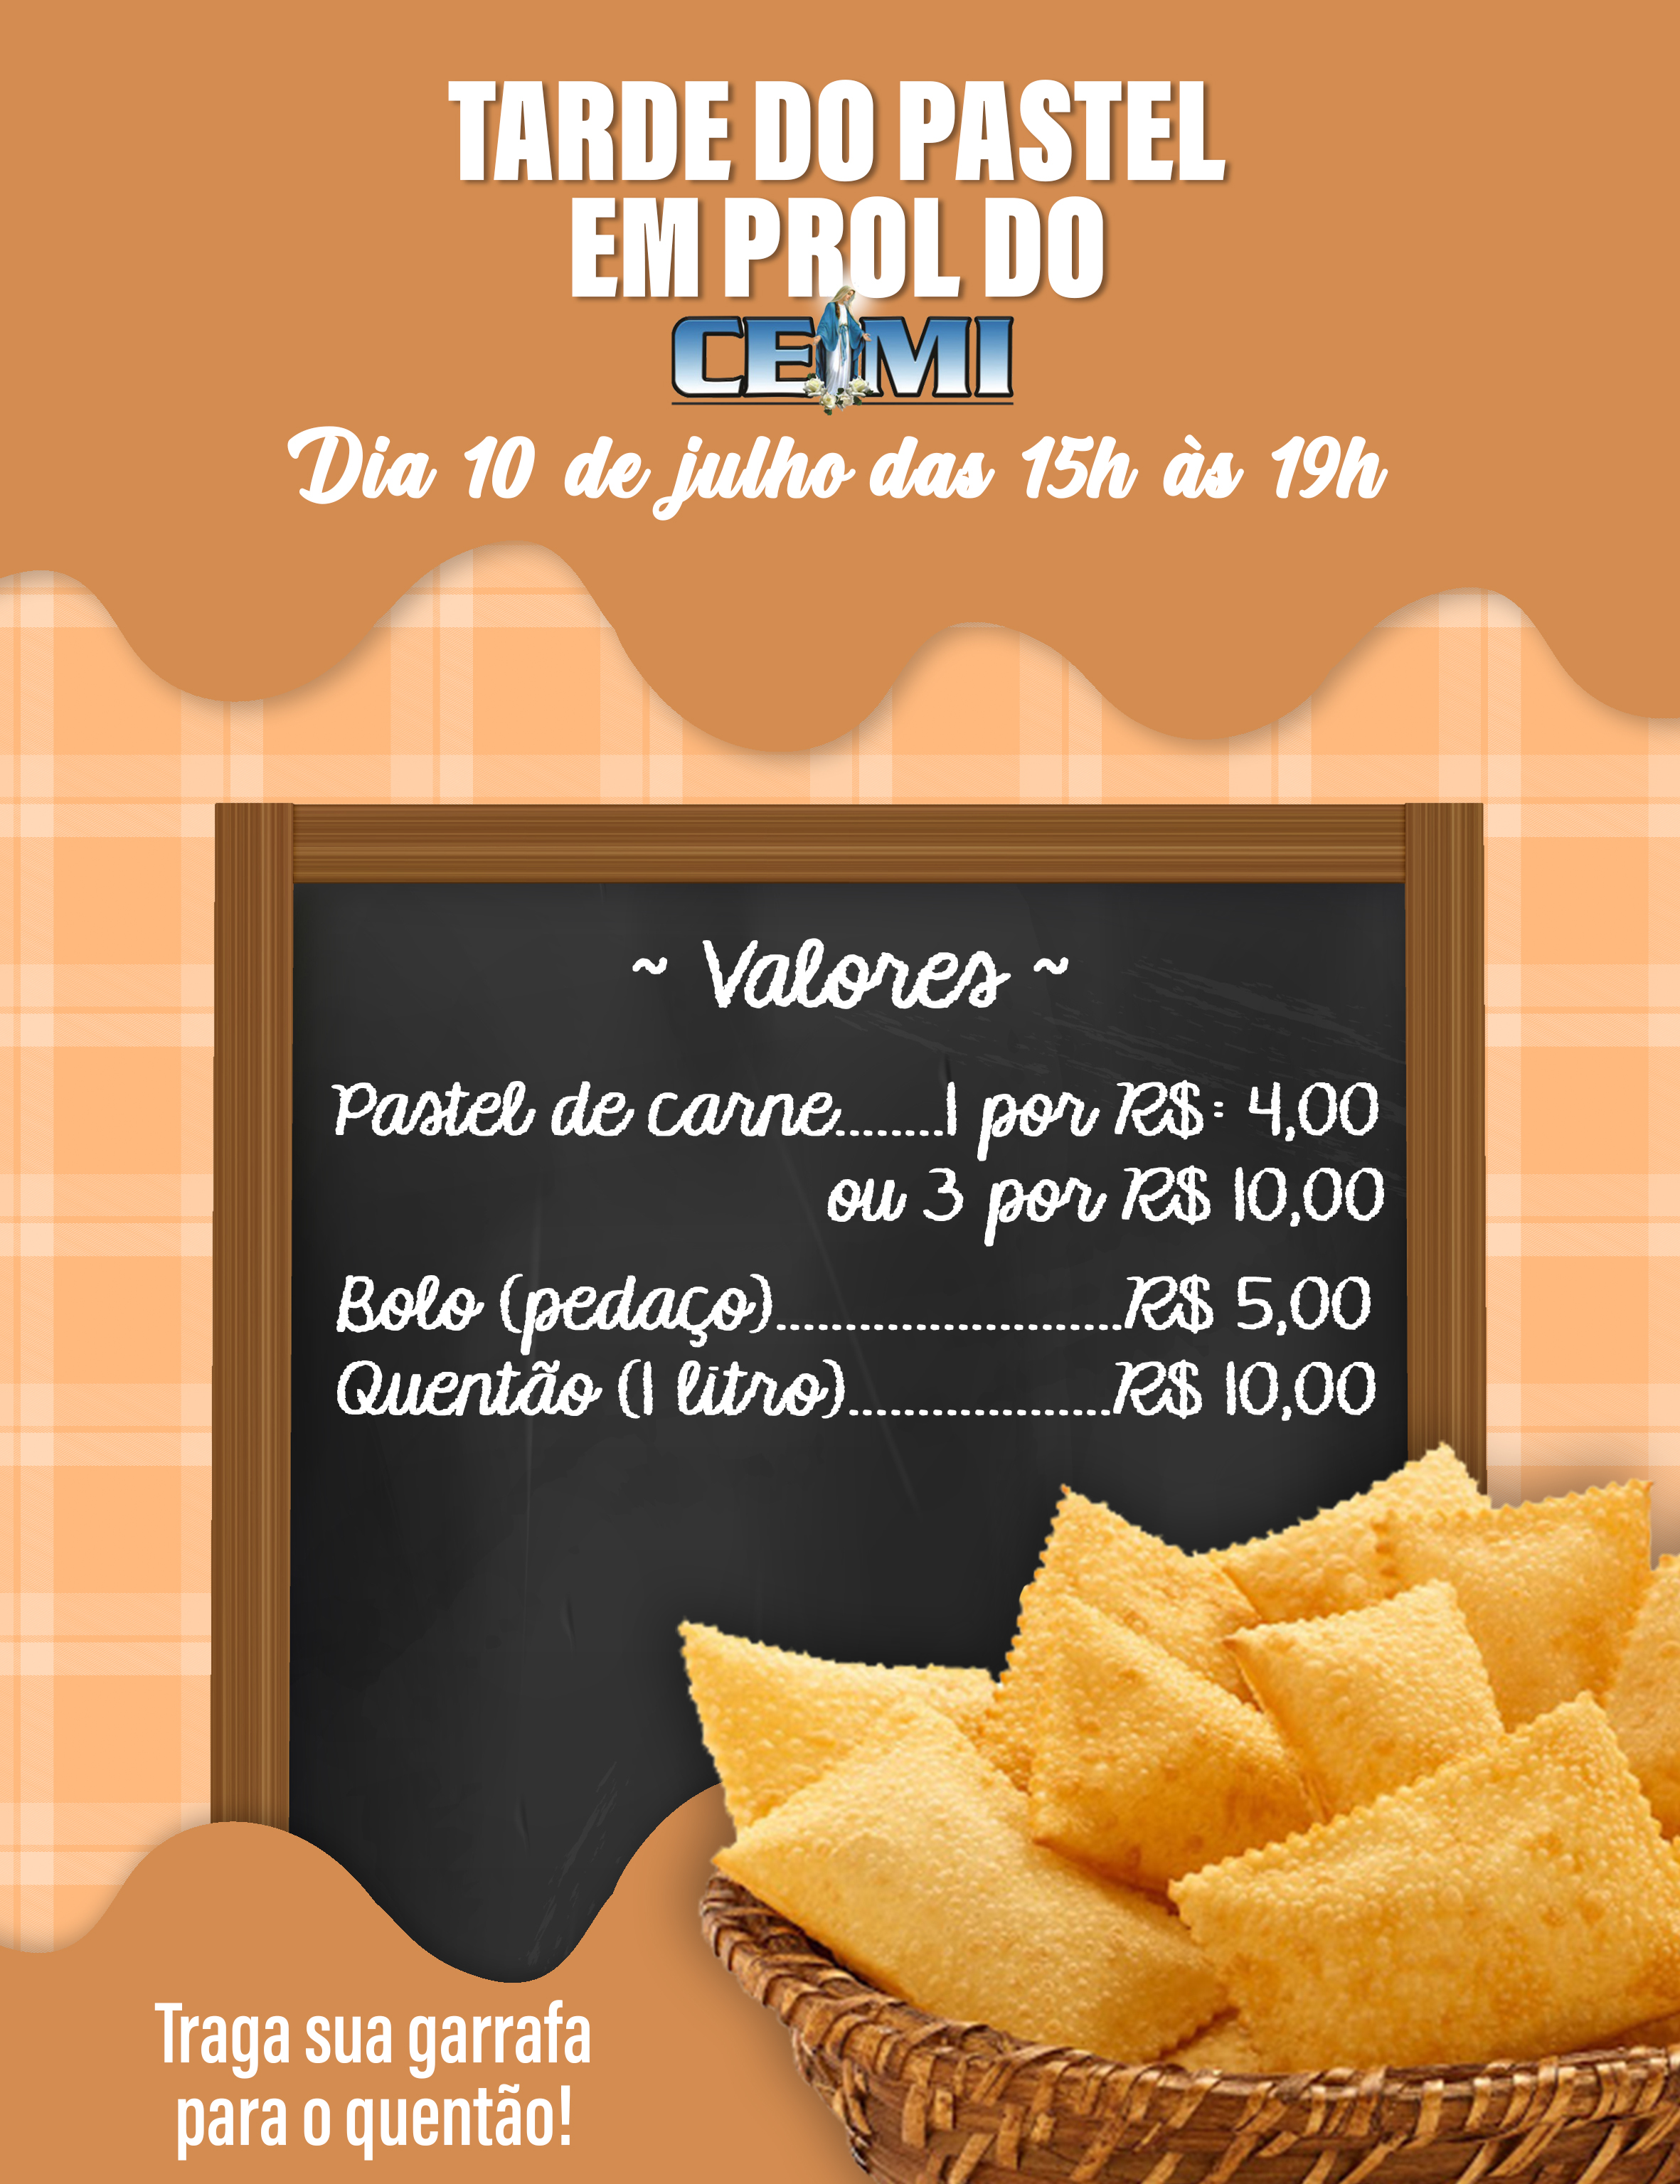 TARDE DO PASTEL
EM PROL DO
CEMI
Dia 10 de julho das 15h às 19h
~ Valores ~
Pastel de carne........1 por R$: 4,00
ou 3 por R$ 10,00
Bolo (pedaço).........................R$ 5,00
Quentão (1 litro)...................R$ 10,00
Traga sua garrafa
para o quentão!